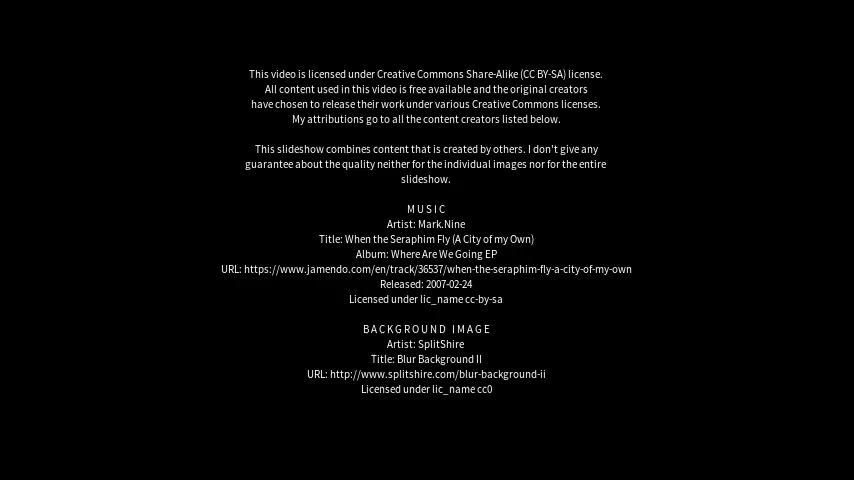 This video is licensed under Creative Commons Share-Alike (CC BY-SA) license.
All content used in this video is free available and the original creators
have chosen to release their work under various Creative Commons licenses.
My attributions go to all the content creators listed below.
This slideshow combines content that is created by others. I don't give any
guarantee about the quality neither for the individual images nor for the entire
slideshow.
MUSIC
Artist: Mark.Nine
Title: When the Seraphim Fly (A City of my Own)
Album: Where Are We Going EP
URL: https://www.jamendo.com/en/track/36537/when-the-seraphim-fly-a-city-of-my-own
Released: 2007-02-24
Licensed under lic_name cc-by-sa
BACKGROUND IMAGE
Artist: SplitShire
Title: Blur Background II
URL: http://www.splitshire.com/blur-background-ii
Licensed under lic_name cc0